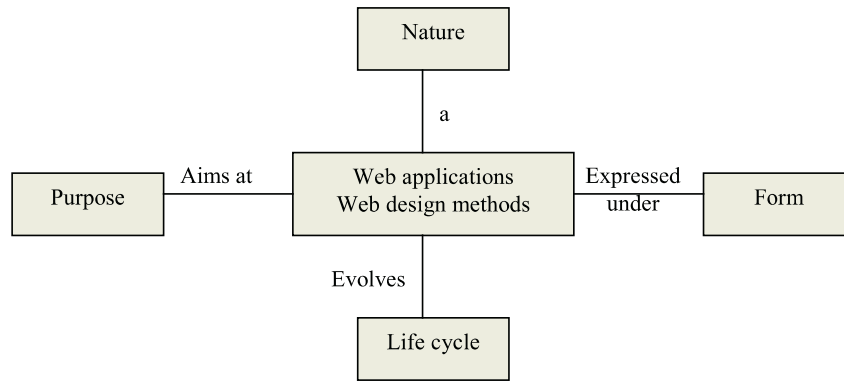 Nature
a
Aims at
Purpose
Web applications
Web design methods
Expressed
under
Form
Evolves
Life cycle